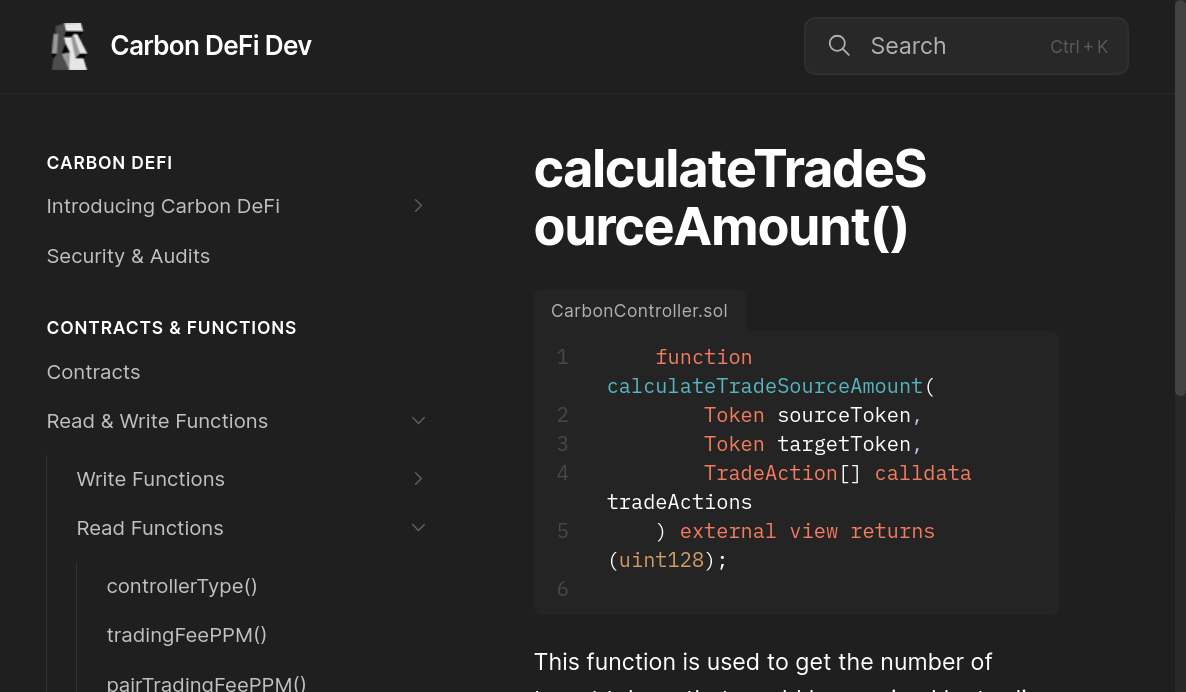 Carbon DeFi Dev
Search
Ctrl + K
CARBON DEFI
Introducing Carbon DeFi
Security & Audits
CONTRACTS & FUNCTIONS
Contracts
Read & Write Functions
Write Functions
Read Functions
controllerType()
tradingFeePPM()
pairTradingFeePPM()
calculateTradeS
ourceAmount()
CarbonController.sol
1 function
calculateTradeSourceAmount(
2 Token sourceToken,
3 Token targetToken,
4 TradeAction[] calldata
tradeActions
5 ) external view returns
(uint128);
6
This function is used to get the number of